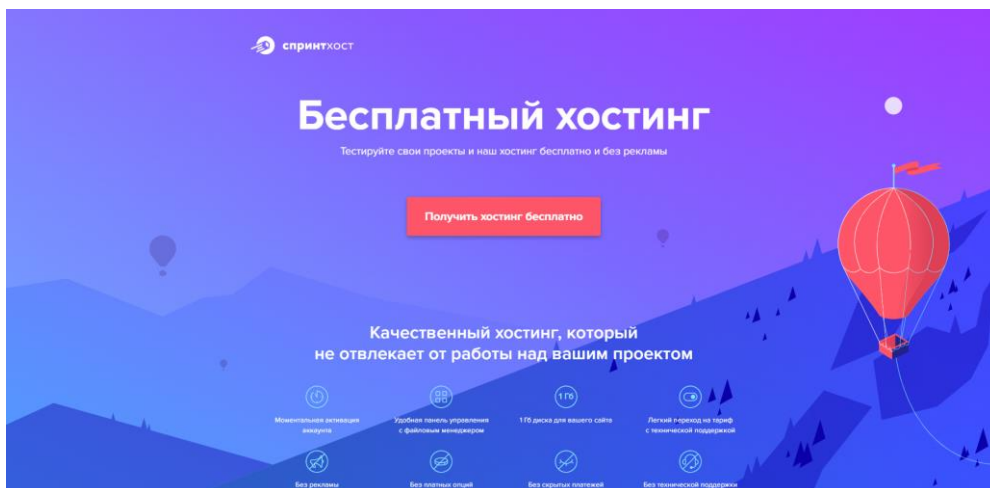 спринтхост
Бесплатный хостинг
Тестируйте свои проекты и наш хостинг бесплатно и без рекламы
Получить хостинг бесплатно
Качественный хостинг, который
не отвлекает от работы над вашим проектом
1 Гб
Моментальная активация
аккаунта
Удобная панель управления
с файловым менеджером
1 Гб диска для вашего сайта
Легкий переход на тариф
с технической поддержкой
Без рекламы
Без платных опций
Без скрытых платежей
Без технической поддержки